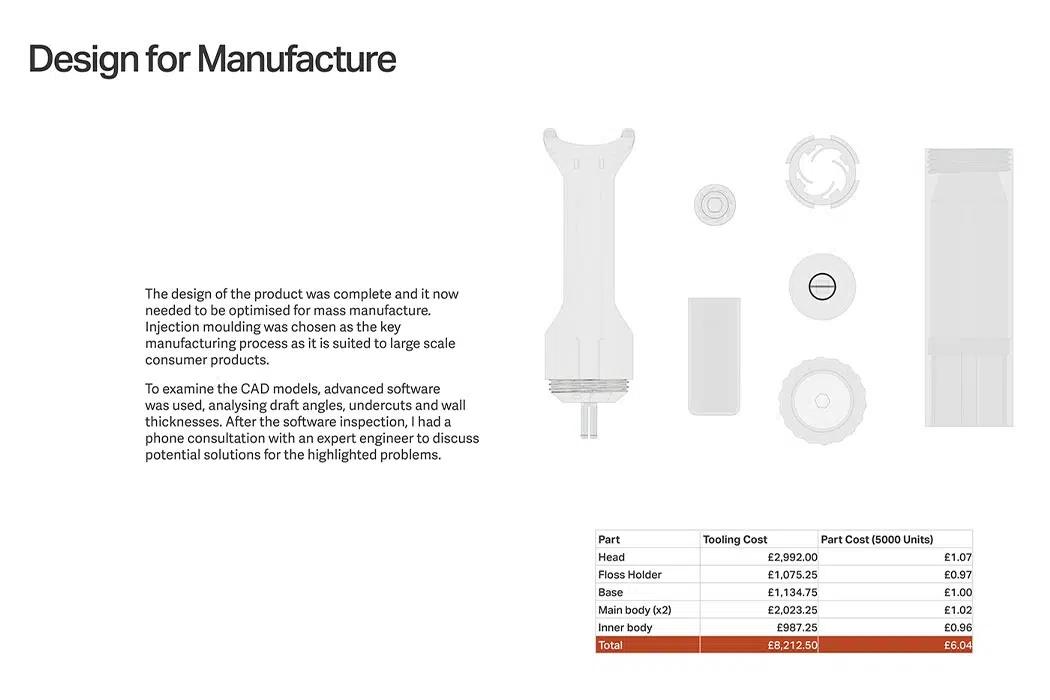 Design for Manufacture
The design of the product was complete and it now
needed to be optimised for mass manufacture.
Injection moulding was chosen as the key
manufacturing process as it is suited to large scale
consumer products.
To examine the CAD models, advanced software
was used, analysing draft angles, undercuts and wall
thicknesses. After the software inspection, I had a
phone consultation with an expert engineer to discuss
potential solutions for the highlighted problems.
Part Tooling Cost Part Cost (5000 Units)
Head £2,992.00 £1.07
Floss Holder £1,075.25 £0.97
Base £1,134.75 £1.00
Main body (x2) £2,023.25 £1.02
Inner body £987.25 £0.96
Total £8,212.50 £6.04